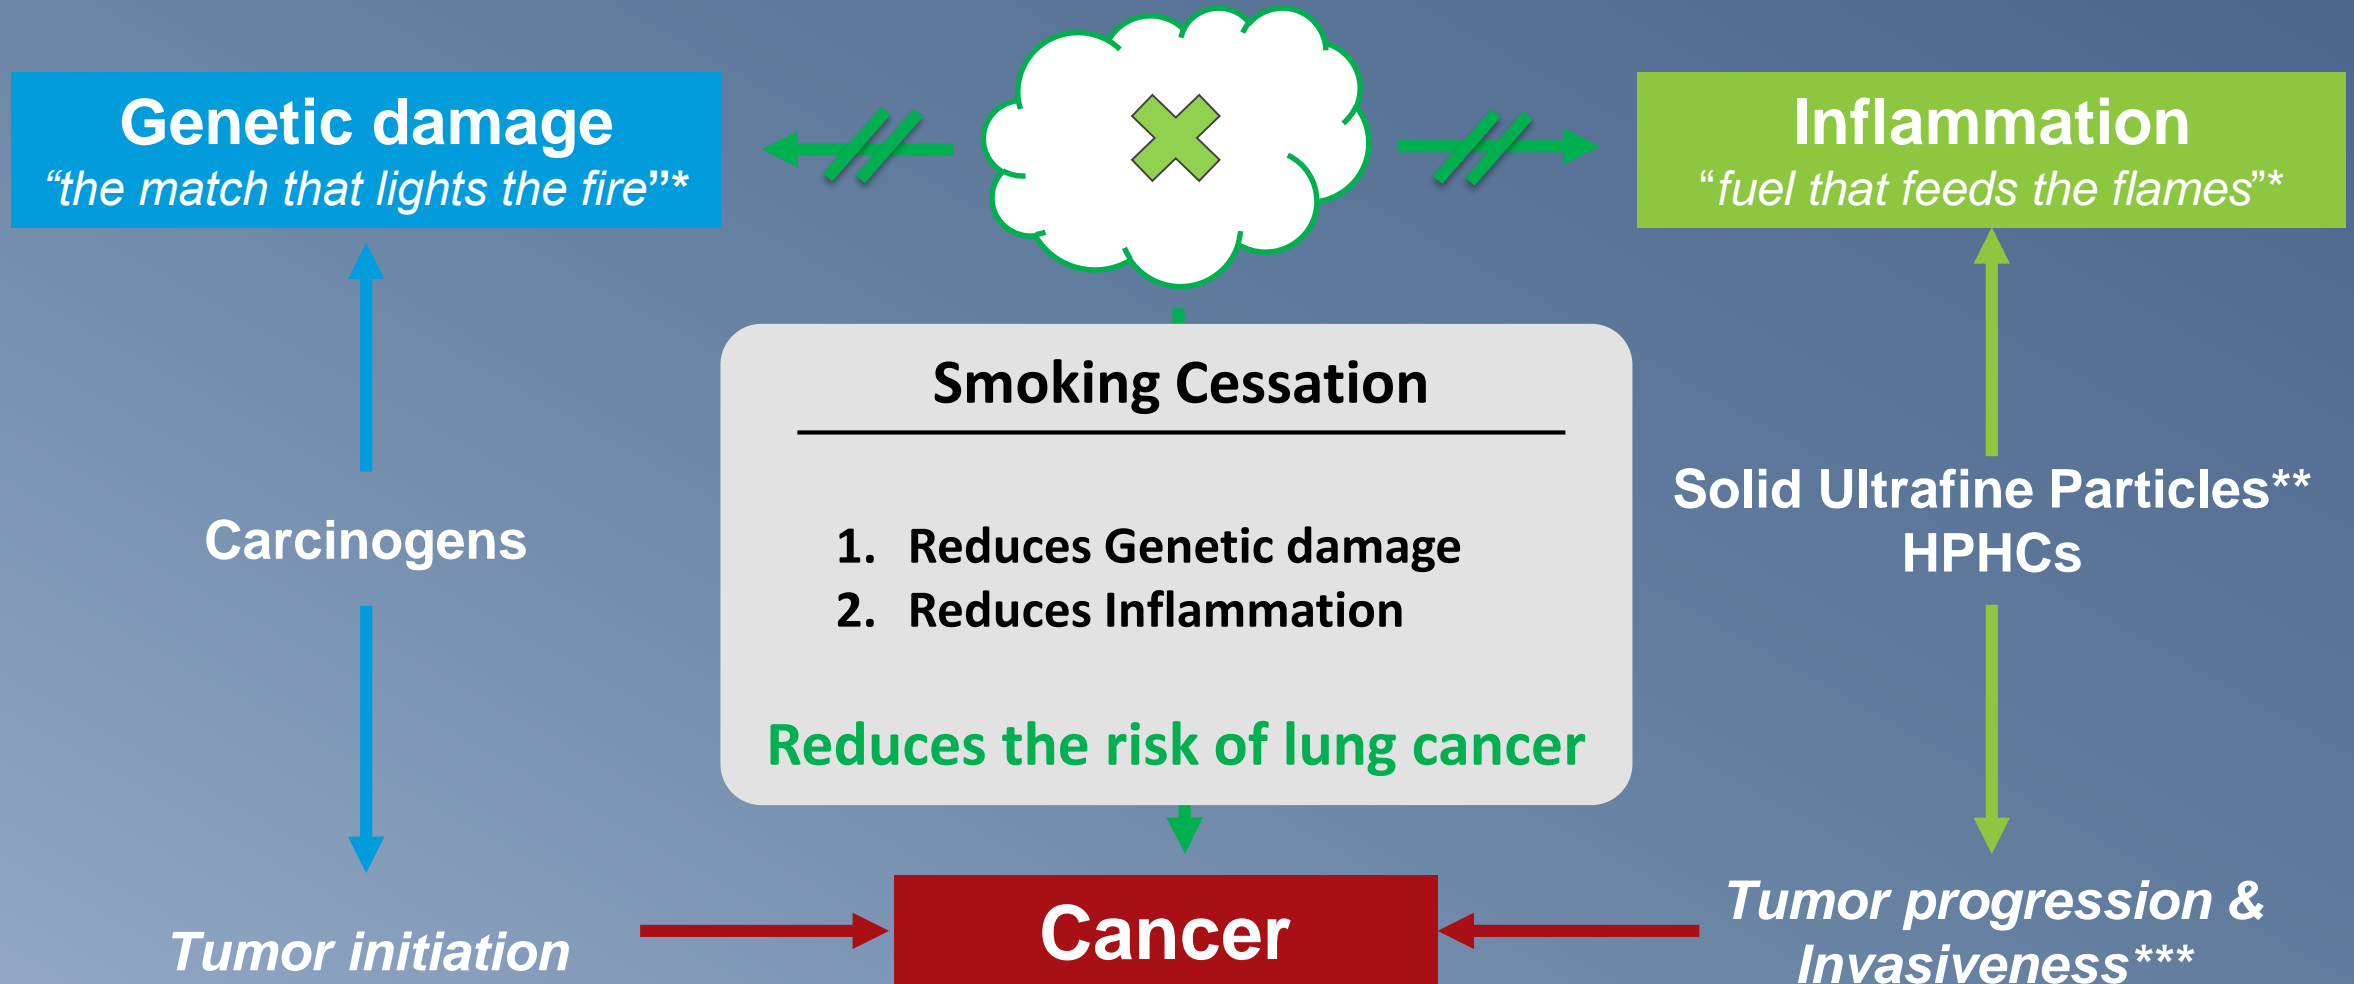 Genetic damage
“the match that lights the fire”*
Inflammation
“fuel that feeds the flames”*
Smoking Cessation
1. Reduces Genetic damage
2. Reduces Inflammation
Reduces the risk of lung cancer
Carcinogens
Solid Ultrafine Particles**
HPHCs
Tumor initiation
Cancer
Tumor progression &
Invasiveness***